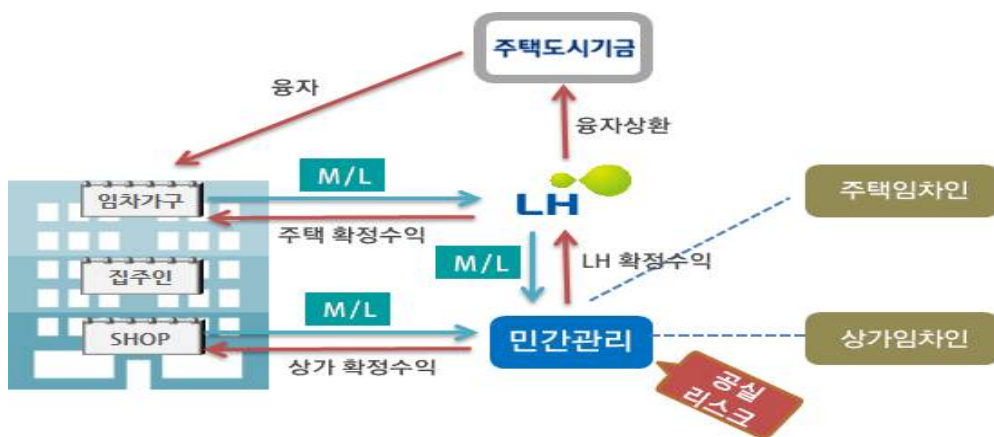 주택도시기금
융자
융자상환
M/L
임차가구
LH
주택임차인
주택 확정수익
M/L
LH 확정수익
집주인
M/L
SHOP
민간관리
상가임차인
상가 확정수익
공실
리스크